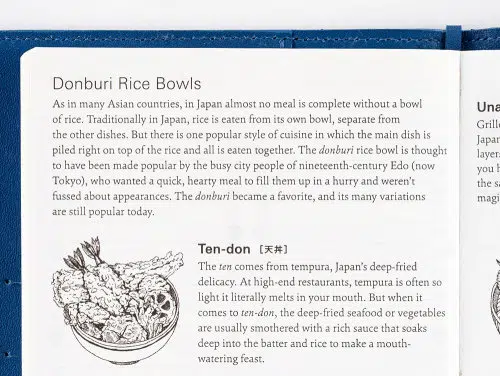 Donburi Rice Bowls
As in many Asian countries, in Japan almost no meal is complete without a bowl
of rice. Traditionally in Japan, rice is eaten from its own bowl, separate from
the other dishes. But there is one popular style of cuisine in which the main dish is
piled right on top of the rice and all is eaten together. The donburi rice bowl is thought
to have been made popular by the busy city people of nineteenth-century Edo (now
Tokyo), who wanted a quick, hearty meal to fill them up in a hurry and weren't
fussed about appearances. The donburi became a favorite, and its many variations
are still popular today.
Ten-don [天丼]
The ten comes from tempura, Japan's deep-fried
delicacy. At high-end restaurants, tempura is often so
light it literally melts in your mouth. But when it
comes to ten-don, the deep-fried seafood or vegetables
are usually smothered with a rich sauce that soaks
deep into the batter and rice to make a mouth-
watering feast.
Una
Grille
Japan
layer
you h
the sa
magi